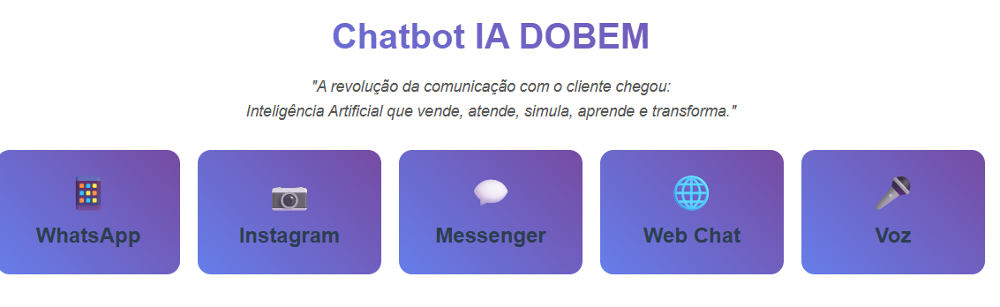 Chatbot IA DOBEM
"A revolução da comunicação com o cliente chegou:
Inteligência Artificial que vende, atende, simula, aprende e transforma."
WhatsApp
Instagram
Messenger
Web Chat
Voz